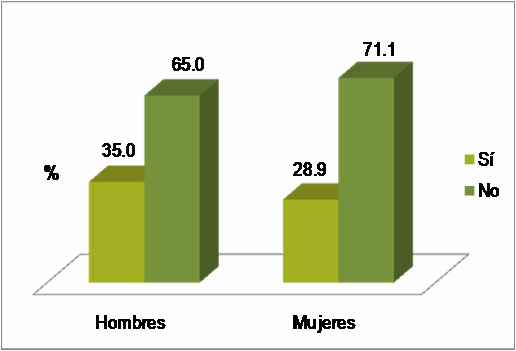 65.0
71.1
35.0
28.9
%
Sí
No
Hombres
Mujeres